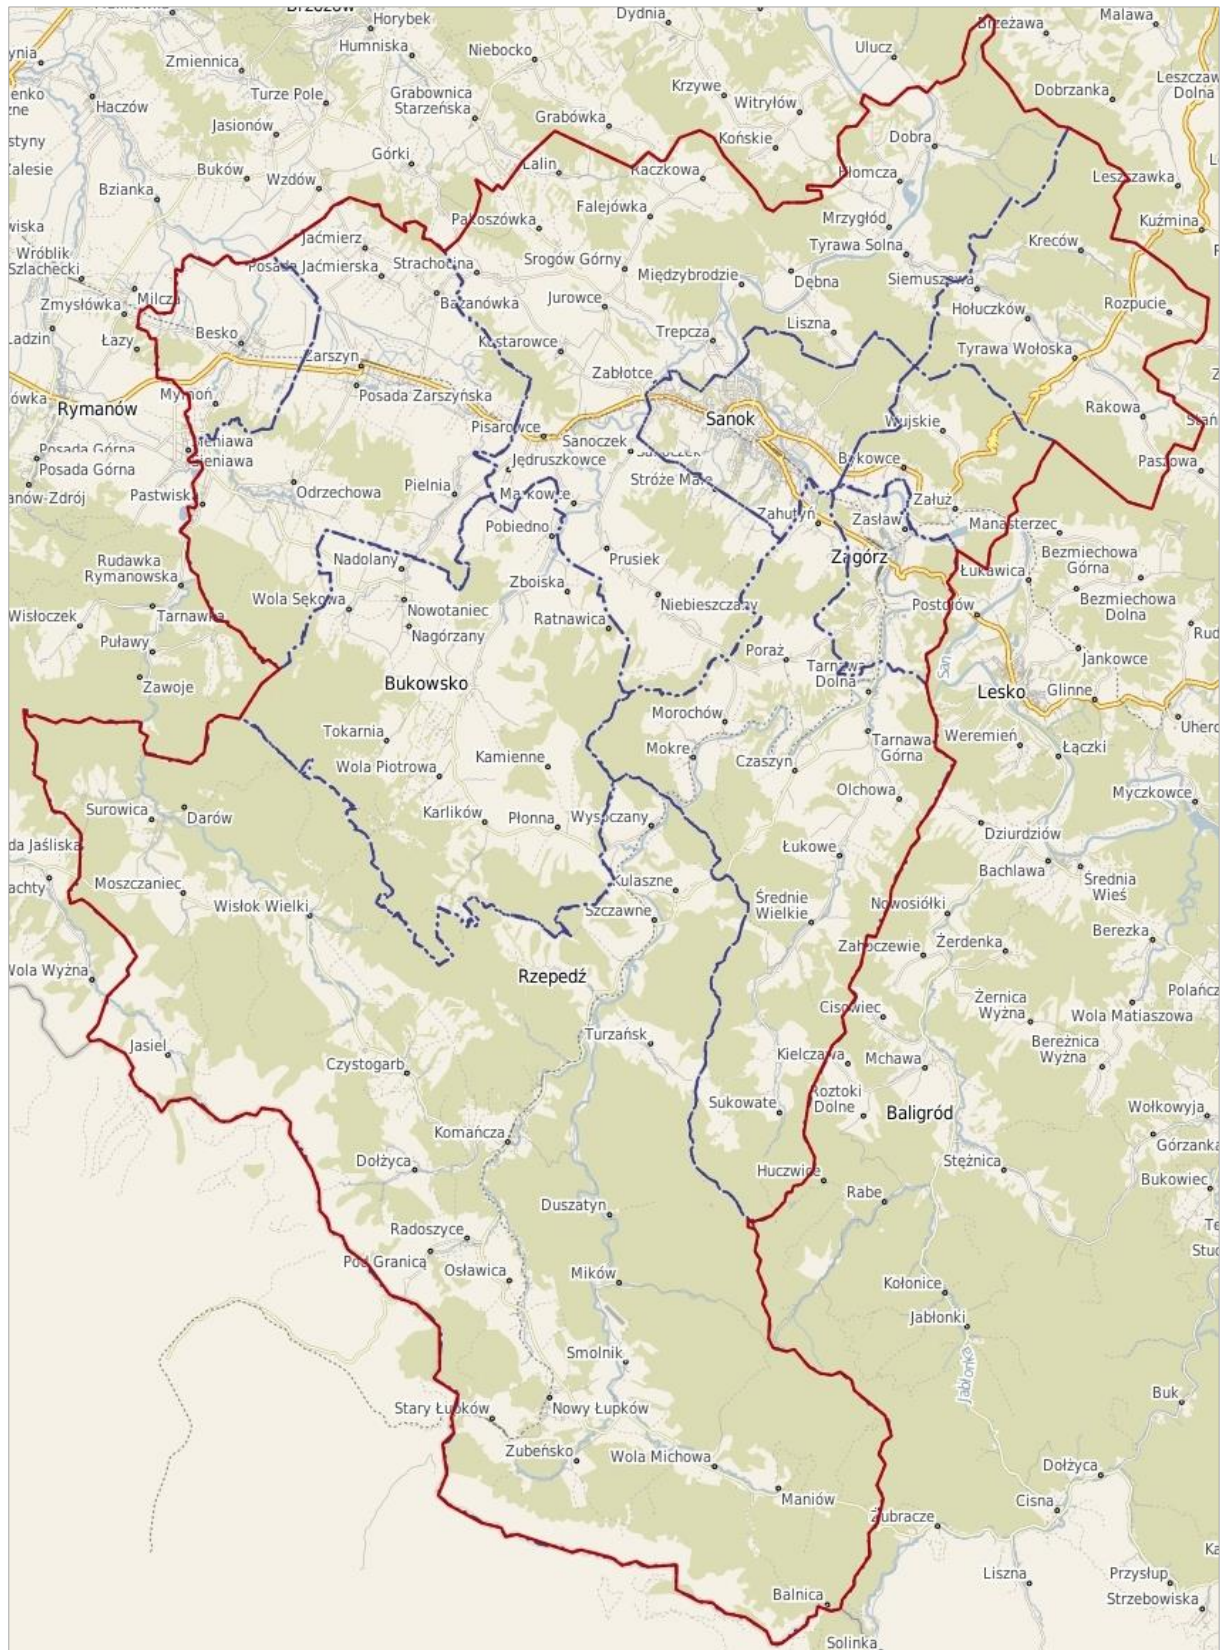 Horybek
Dydnia
Malawa
Brzeżawa
Humniska
Niebocko
Ulucz
Zmiennica
Krzywe
Dobrzanka
Leszczaw
Dolna
Haczów
Turze Pole
Grabownica
Starzeńska
Witryłów
Jasionów
Grabówka
Końskie
Dobra
Górki
Lalin
Raczkowa
Hłomcza
Leszczawka
Buków
Wzdów
Bzianka
Falejówka
Mrzygłód
Kuźmina
Pakoszówka
Wróblik
Szlachecki
Jaćmierz
Posada Jaćmierska
Strachocina
Srogów Górny
Tyrawa Solna
Kreców
Międzybrodzie
Dębna
Siemuszowa
Zmysłówka
Milcza
Bażanówka
Jurowce
Hołuczków
Rozpucie
Besko
Łazy
Kostarowce
Trepcza
Liszna
Tyrawa Wołoska
Zarszyn
Zabłotce
Rymanów
Mymoń
Posada Zarszyńska
Sanok
Rakowa
Pisarowce
Sanoczek
Wujskie
Sieniawa
Sieniawa
Posada Górna
Posada Górna
Jędruszkowce
Stróże Małe
Bykowce
Paszowa
Pastwiska
Odrzechowa
Pielnia
Markowce
Załuż
Pobiedno
Zahutyń
Zasław
Manasterzec
Rudawka
Rymanowska
Nadolany
Prusiek
Zagórz
Bezmiechowa
Górna
Łukawica
Zboiska
Wola Sękowa
Nowotaniec
Niebieszczany
Postołów
Bezmiechowa
Dolna
Wisłoczek
Tarnawka
Ratnawica
Nagórzany
Puławy
Poraż
San
Jankowce
Zawoje
Bukowsko
Tarnawa
Dolna
Lesko
Glinne
Morochów
Tokarnia
Mokre
Tarnawa
Górna
Weremień
Łączki
Kamienne
Czaszyn
Wola Piotrowa
Olchowa
Myczkowce
Surowica
Darów
Karlików
Płonna
Wysoczany
Dziurdziów
Łukowe
Bachlawa
Moszczaniec
Kulaszne
Średnia
Wieś
Wisłok Wielki
Szczawne
Średnie
Wielkie
Nowosiółki
Zahoczewie
Żerdenka
Berezka
Wola Wyżna
Rzepedź
Cisowiec
Żernica
Wyżna
Wola Matiaszowa
Turzańsk
Jasiel
Czystogarb
Kielczawa
Mchawa
Bereżnica
Wyżna
Sukowate
Roztoki
Dolne
Baligród
Wołkowyja
Komańcza
Górzanka
Dołżyca
Huczwice
Stężnica
Bukowiec
Rabe
Duszatyn
Radoszyce
Pod Granicą
Osławica
Mików
Kołonice
Jabłonki
Smolnik
Jabłonka
Buk
Stary Łupków
Nowy Łupków
Zubeńsko
Wola Michowa
Dołżyca
Maniów
Żubracze
Cisna
Balnica
Liszna
Przysłup
Strzebowiska
Solinka